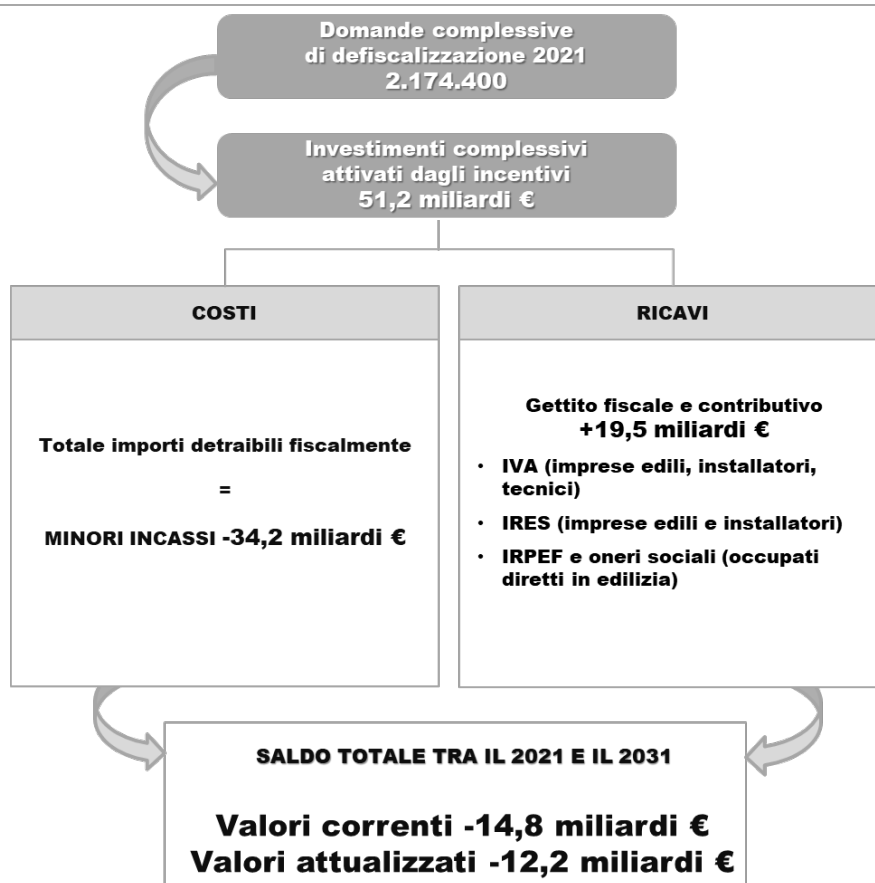 Domande complessive
di defiscalizzazione 2021
2.174.400
Investimenti complessivi
attivati dagli incentivi
51,2 miliardi €
COSTI
Totale importi detraibili fiscalmente
=
MINORI INCASSI -34,2 miliardi €
RICAVI
Gettito fiscale e contributivo
+19,5 miliardi €
• IVA (imprese edili, installatori,
tecnici)
• IRES (imprese edili e installatori)
• IRPEF e oneri sociali (occupati
diretti in edilizia)
SALDO TOTALE TRA IL 2021 E IL 2031
Valori correnti -14,8 miliardi €
Valori attualizzati -12,2 miliardi €